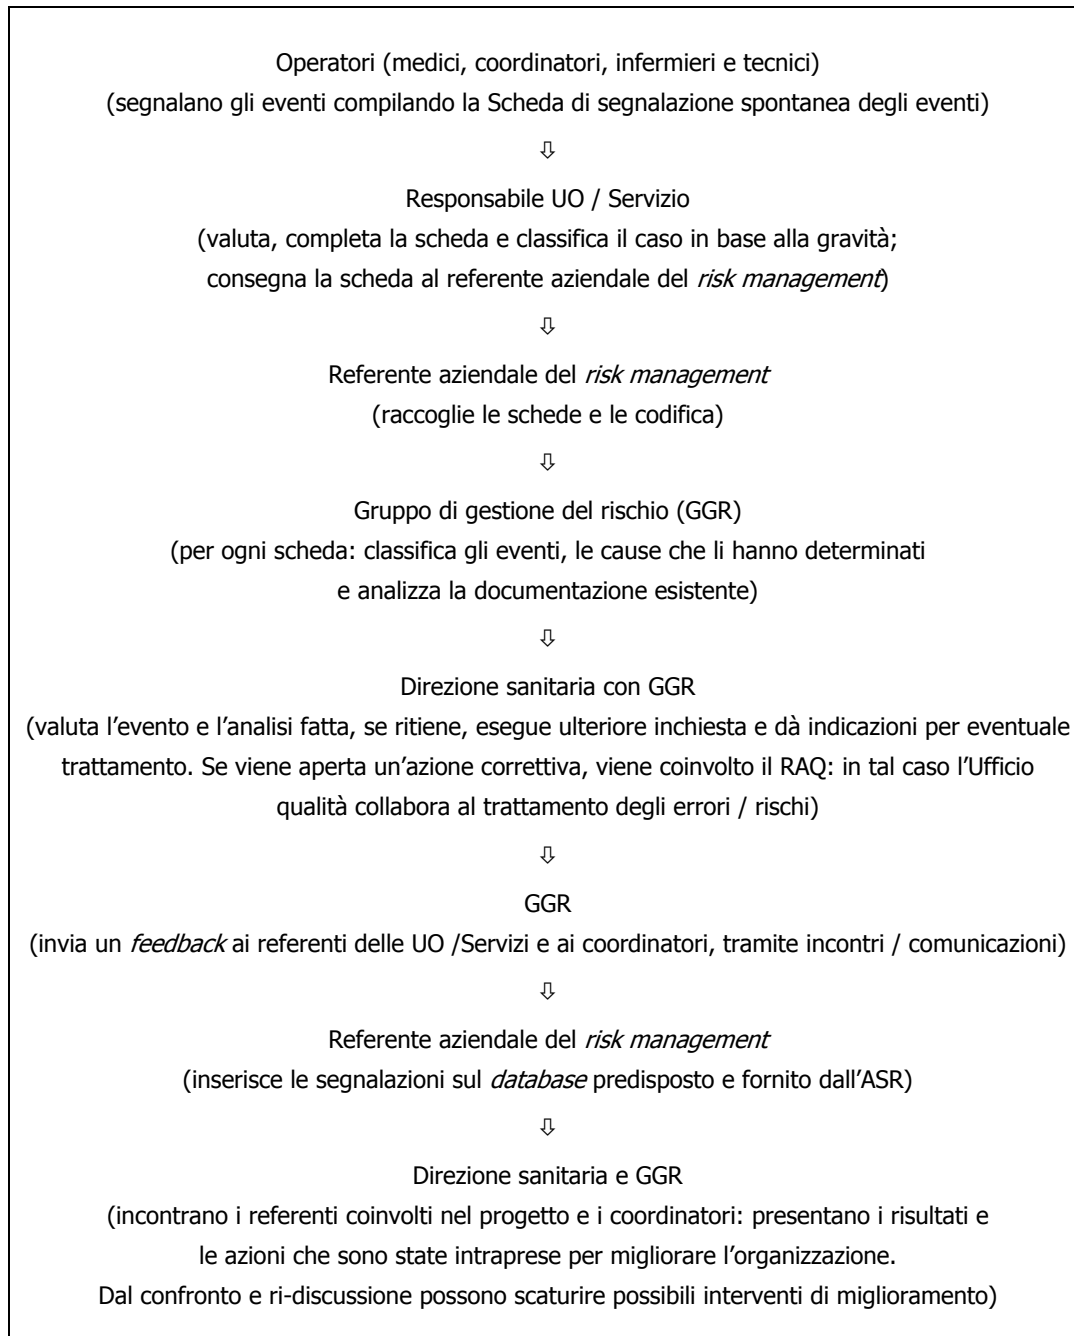 Operatori (medici, coordinatori, infermieri e tecnici)
(segnalano gli eventi compilando la Scheda di segnalazione spontanea degli eventi)
⇩
Responsabile UO / Servizio
(valuta, completa la scheda e classifica il caso in base alla gravità;
consegna la scheda al referente aziendale del risk management)
⇩
Referente aziendale del risk management
(raccoglie le schede e le codifica)
⇩
Gruppo di gestione del rischio (GGR)
(per ogni scheda: classifica gli eventi, le cause che li hanno determinati
e analizza la documentazione esistente)
⇩
Direzione sanitaria con GGR
(valuta l’evento e l’analisi fatta, se ritiene, esegue ulteriore inchiesta e dà indicazioni per eventuale
trattamento. Se viene aperta un’azione correttiva, viene coinvolto il RAQ: in tal caso l’Ufficio
qualità collabora al trattamento degli errori / rischi)
⇩
GGR
(invia un feedback ai referenti delle UO /Servizi e ai coordinatori, tramite incontri / comunicazioni)
⇩
Referente aziendale del risk management
(inserisce le segnalazioni sul database predisposto e fornito dall’ASR)
⇩
Direzione sanitaria e GGR
(incontrano i referenti coinvolti nel progetto e i coordinatori: presentano i risultati e
le azioni che sono state intraprese per migliorare l’organizzazione.
Dal confronto e ri-discussione possono scaturire possibili interventi di miglioramento)